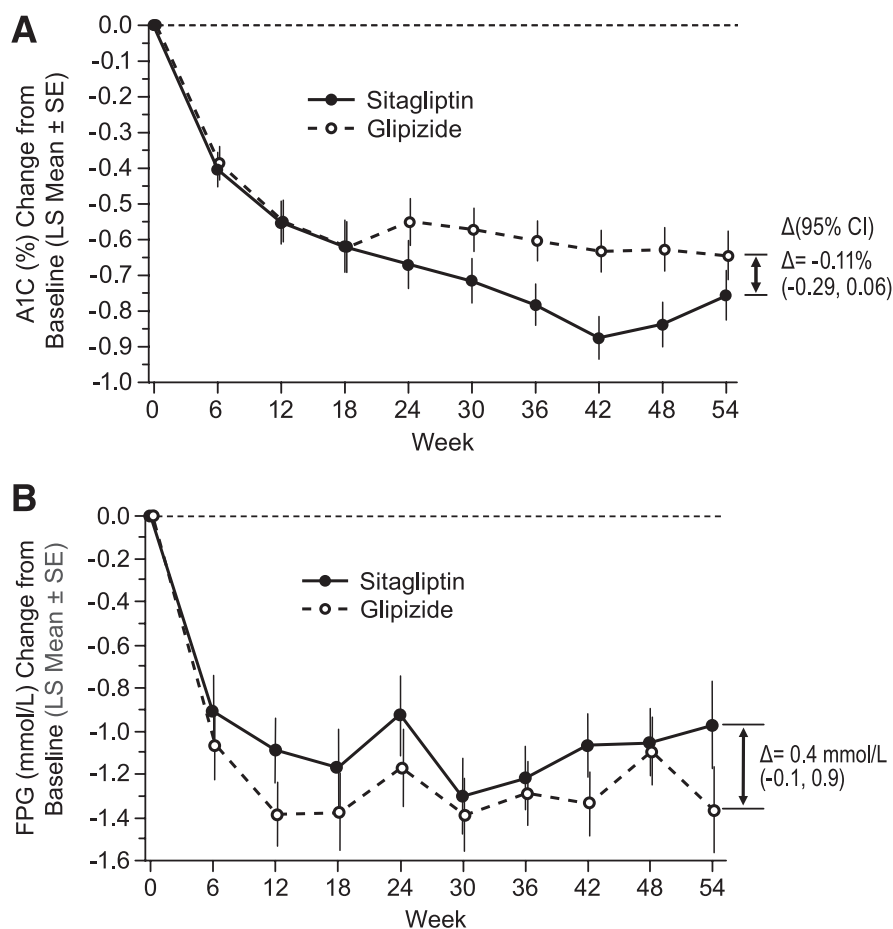 A
A1C (%) Change from
Baseline (LS Mean ± SE)
0.0
-0.1
-0.2
-0.3
-0.4
-0.5
-0.6
-0.7
-0.8
-0.9
-1.0
Sitagliptin
Glipizide
Δ(95% CI)
Δ= -0.11%
(-0.29, 0.06)
0 6 12 18 24 30 36 42 48 54
Week
B
FPG (mmol/L) Change from
Baseline (LS Mean ± SE)
0.0
-0.2
-0.4
-0.6
-0.8
-1.0
-1.2
-1.4
-1.6
Sitagliptin
Glipizide
Δ= 0.4 mmol/L
(-0.1, 0.9)
0 6 12 18 24 30 36 42 48 54
Week